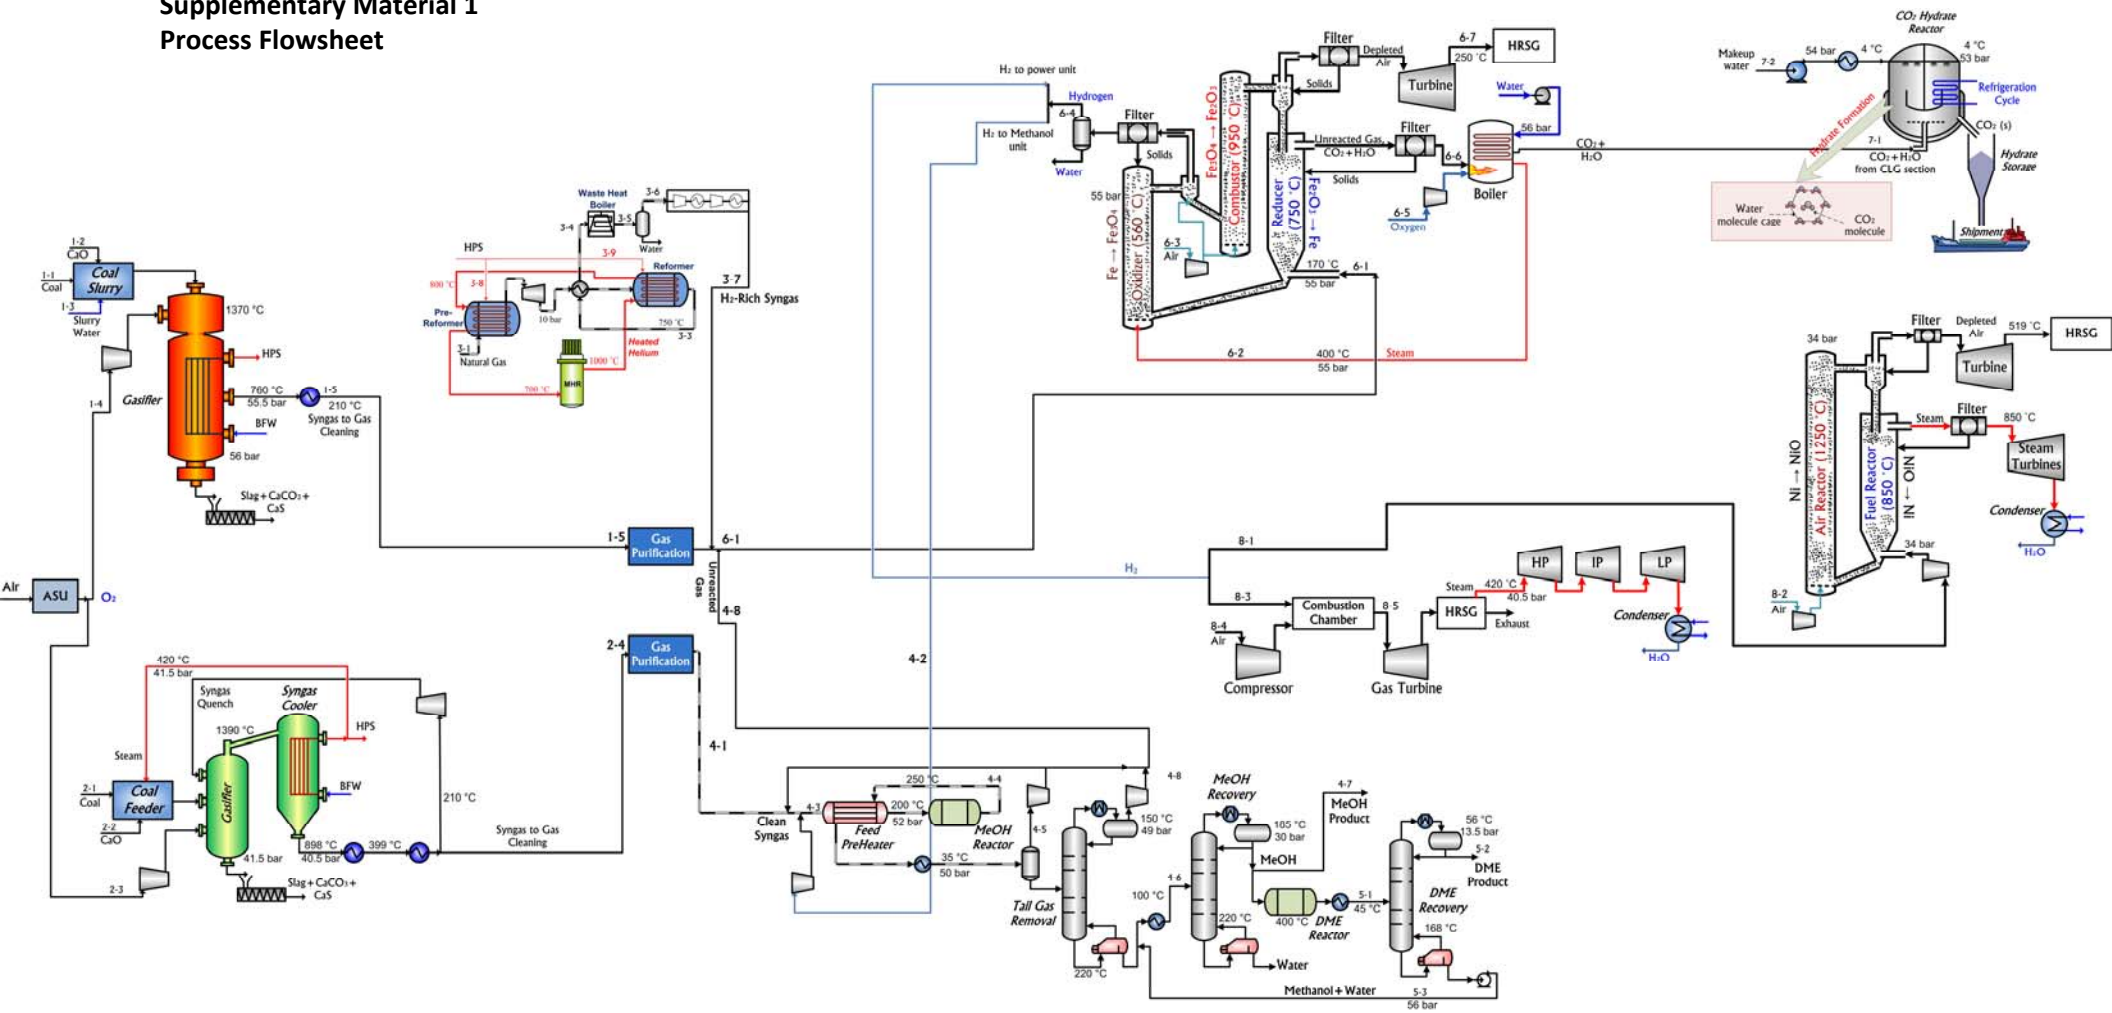 Supplementary Material 1
Process Flowsheet
1-2
CaO
1-1
Coal
Coal
Slurry
1-3
Slurry
Water
1370 °C
HPS
760 °C
55.5 bar
1-5
210 °C
Syngas to Gas
Cleaning
1-4
Gasifier
BFW
56 bar
Slag+CaCO3+
CaS
Air
ASU
O2
1-5
Gas
Purification
6-1
Unreacted
Gas
4-8
2-4
Gas
Purification
4-1
4-2
HPS
3-9
800 °C
3-8
Pre-
Reformer
3-1
Natural Gas
10 bar
3-4
Waste Heat
Boiler
3-5
3-6
Water
Reformer
750 °C
3-3
Heated
Helium
1000 °C
MHR
700 °C
3-7
H2-Rich Syngas
H2 to power unit
Hydrogen
6-4
H2 to Methanol
unit
Water
Filter
Solids
55 bar
Fe → Fe3O4
Oxidizer (560 °C)
6-3
Air
Fe3O4 → Fe2O3
Combustor (950 °C)
Reducer
(750 °C)
Fe2O3 → Fe
Filter
Solids
Depleted
Air
Turbine
6-7
250 °C
HRSG
Unreacted Gas,
CO2+H2O
Filter
Solids
6-6
6-5
Oxygen
Water
56 bar
Boiler
170 °C
55 bar
6-1
6-2
400 °C
55 bar
Steam
CO2+
H2O
CO2 Hydrate
Reactor
Makeup
water
7-2
54 bar
4 °C
4 °C
53 bar
Refrigeration
Cycle
CO2 (s)
Hydrate Formation
7-1
CO2+H2O
from CLG section
Hydrate
Storage
Water
molecule cage
CO2
molecule
Shipment
34 bar
Filter
Depleted
Air
519 °C
HRSG
Turbine
Ni → NiO
Air Reactor (1250 °C)
Fuel Reactor
(850 °C)
NiO → Ni
Steam
Filter
850 °C
Steam
Turbines
Condenser
H2O
34 bar
8-2
Air
H2
8-1
8-3
8-4
Air
Compressor
Combustion
Chamber
8-5
Gas Turbine
HRSG
Exhaust
Steam
420 °C
40.5 bar
HP
IP
LP
Condenser
H2O
420 °C
41.5 bar
Syngas
Quench
Syngas
Cooler
1390 °C
HPS
Steam
2-1
Coal
Coal
Feeder
2-2
CaO
Gasifier
BFW
210 °C
898 °C
40.5 bar
399 °C
Syngas to Gas
Cleaning
41.5 bar
2-3
Slag+CaCO3+
CaS
Clean
Syngas
4-3
250 °C
4-4
200 °C
52 bar
Feed
PreHeater
MeOH
Reactor
35 °C
50 bar
4-5
Tail Gas
Removal
4-8
150 °C
49 bar
220 °C
100 °C
4-6
MeOH
Recovery
105 °C
30 bar
4-7
MeOH
Product
MeOH
220 °C
Water
400 °C
DME
Reactor
5-1
45 °C
56 °C
13.5 bar
5-2
DME
Product
DME
Recovery
168 °C
Methanol+Water
5-3
56 bar